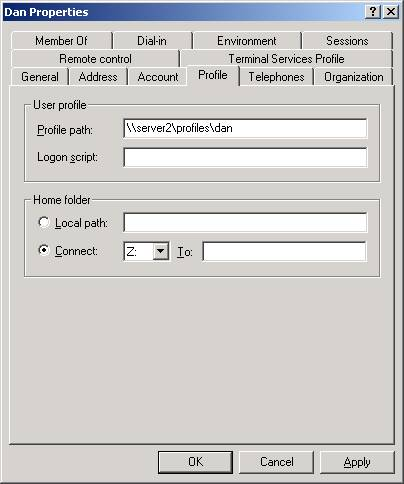 Dan Properties
Member Of Dial-in Environment Sessions
Remote control Terminal Services Profile
General Address Account Profile Telephones Organization
User profile
Profile path: \\server2\profiles\dan
Logon script:
Home folder
Local path:
Connect: Z: To:
OK Cancel Apply